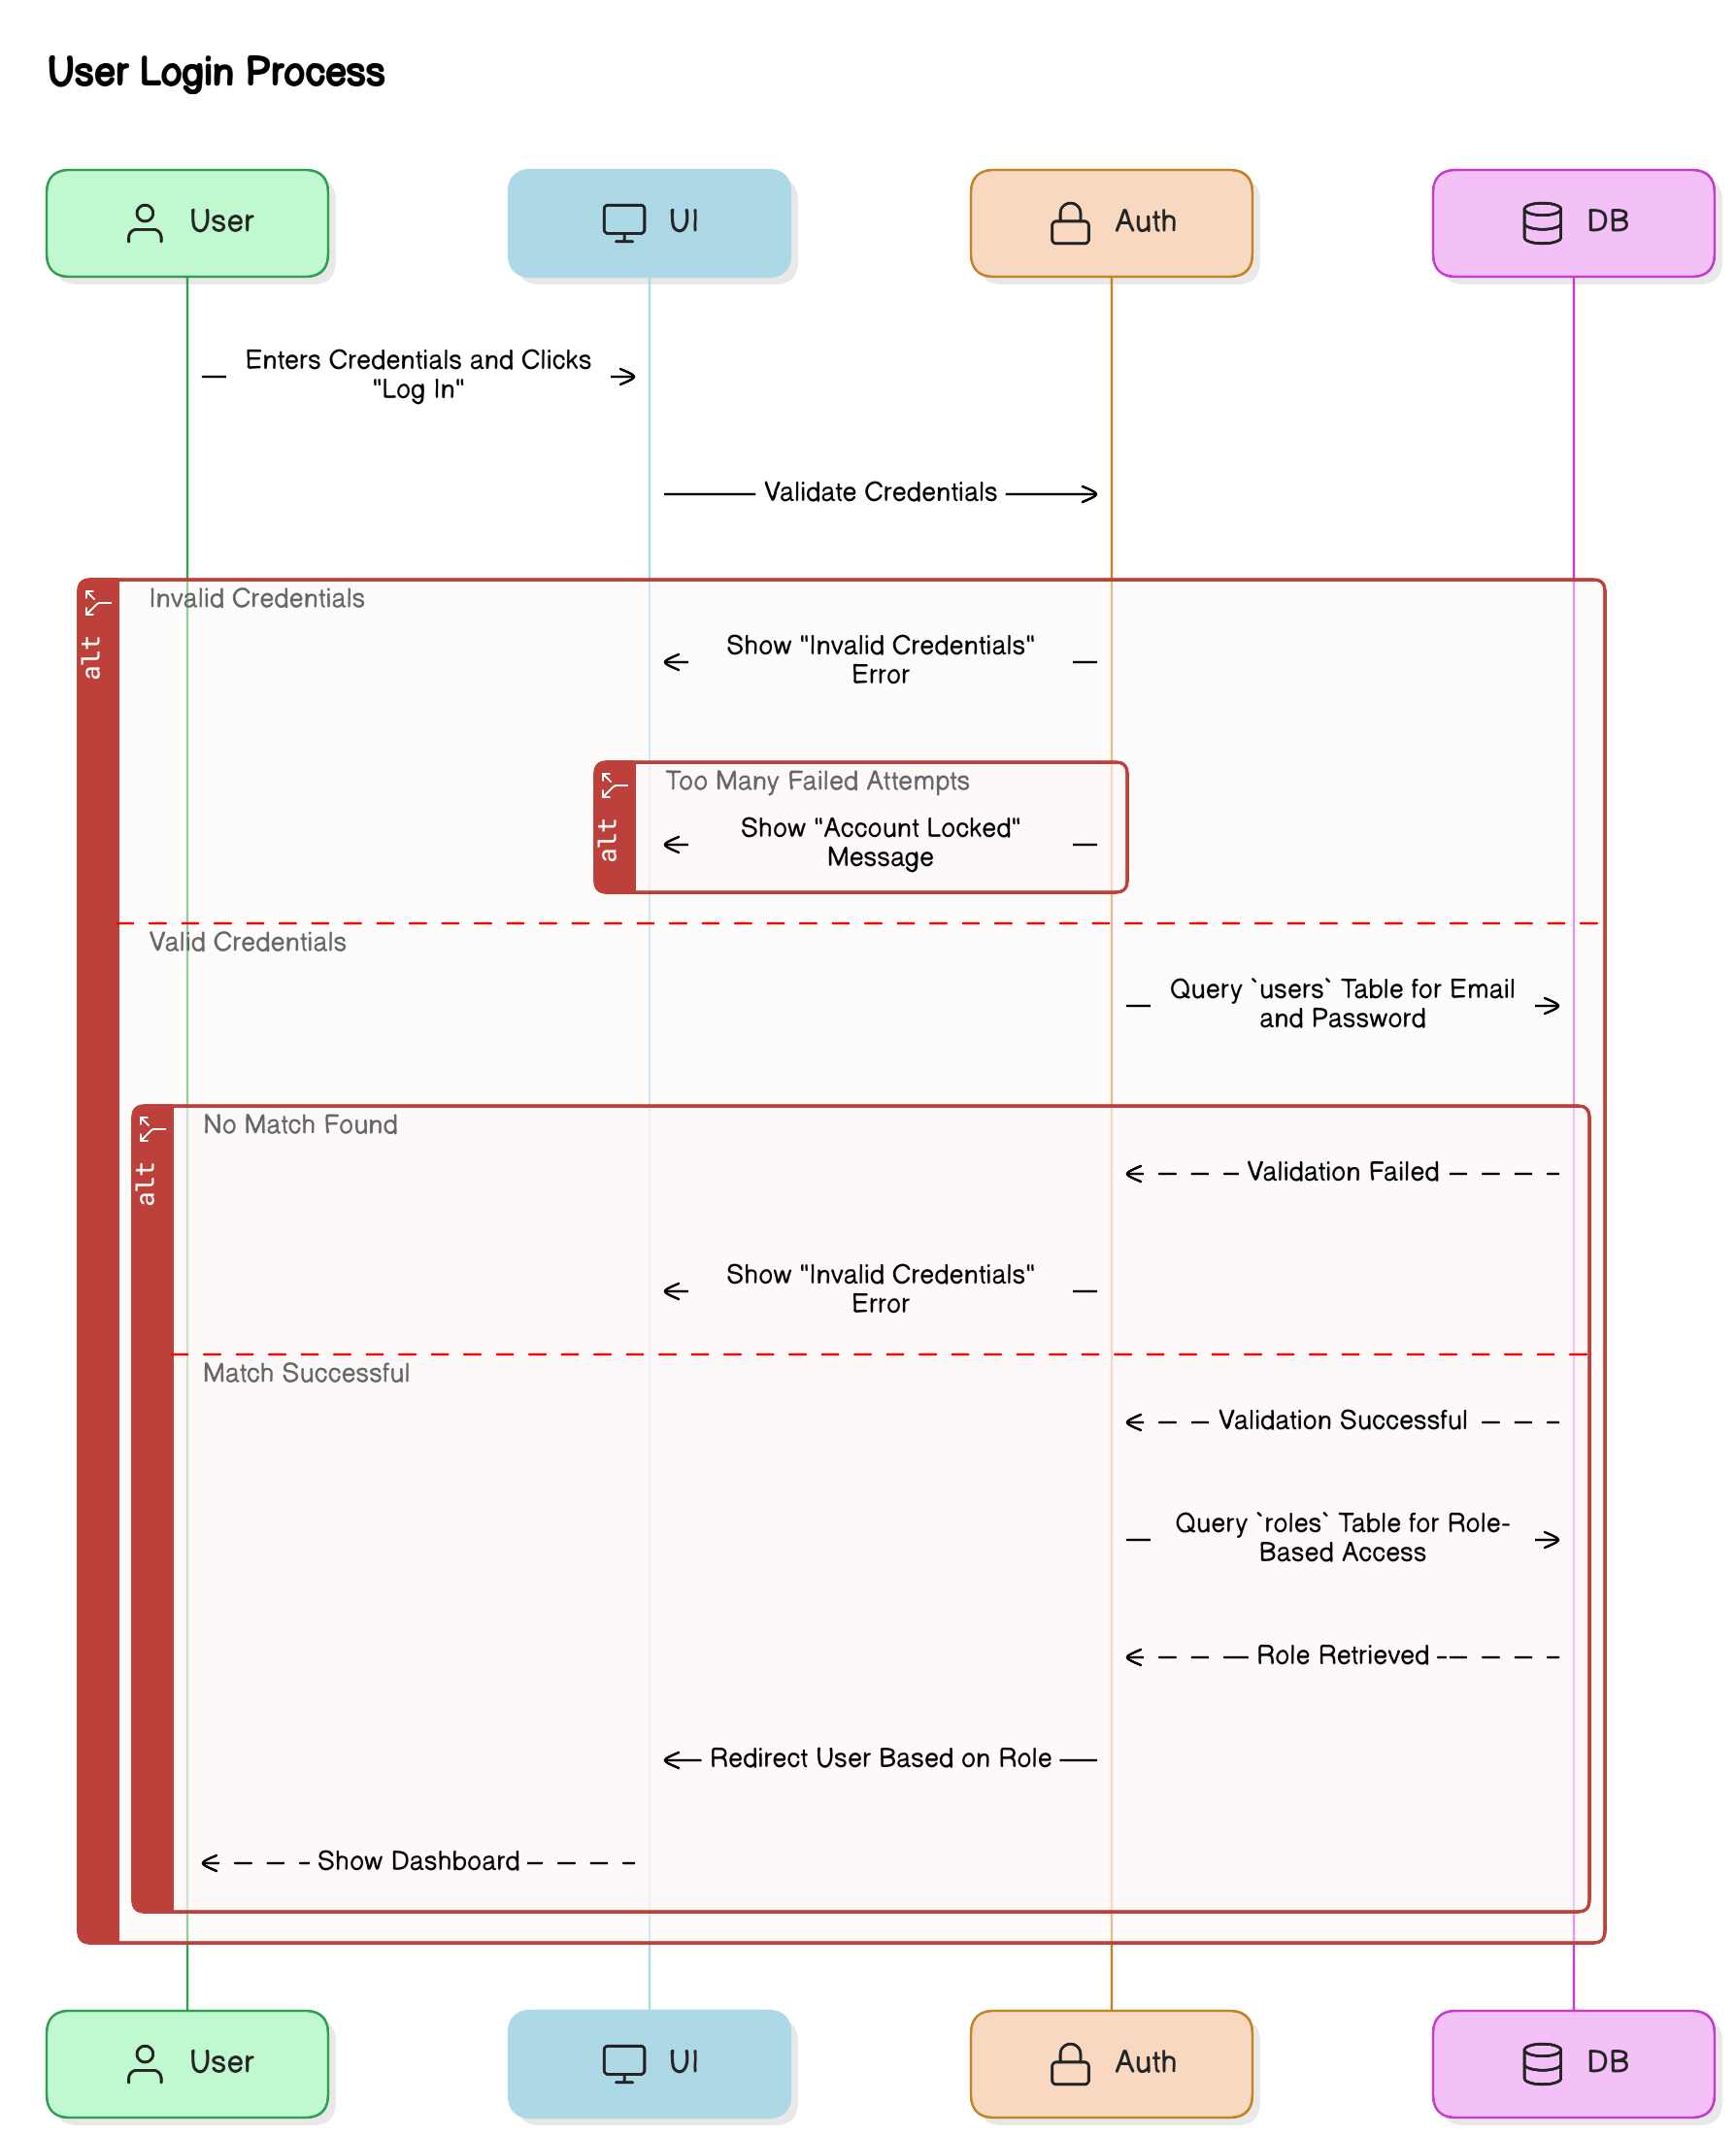 User Login Process
User
UI
Auth
DB
Enters Credentials and Clicks
"Log In"
Validate Credentials
alt
Invalid Credentials
Show "Invalid Credentials"
Error
alt
Too Many Failed Attempts
Show "Account Locked"
Message
Valid Credentials
Query `users` Table for Email
and Password
alt
No Match Found
Validation Failed
Show "Invalid Credentials"
Error
Match Successful
Validation Successful
Query `roles` Table for Role-
Based Access
Role Retrieved
Redirect User Based on Role
Show Dashboard
User
UI
Auth
DB